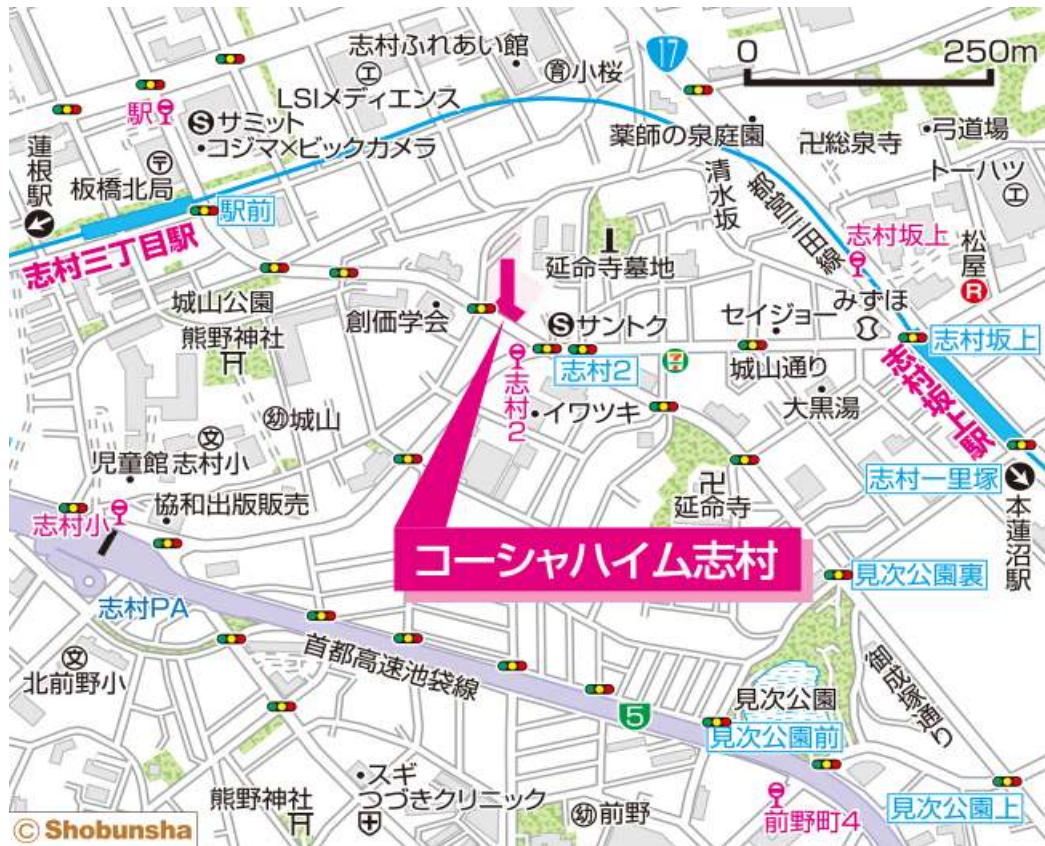 志村ふれあい館
17
0 250m
エ
育小桜
駅
LSIメディエンス
Sサミット
・コジマ×ビックカメラ
薬師の泉庭園
卍総泉寺
・弓道場
蓮根駅
〒
板橋北局
トーハツ
エ
清水坂
都営三田線
駅前
志村三丁目駅
志村坂上
松屋
R
延命寺墓地
城山公園
創価学会
Sサントク
セイジョー
みずほ
熊野神社
志村坂上
志村2
志村2
7
城山通り
志村坂上駅
・イワツキ
大黒湯
幼城山
文
児童館
志村小
卍
延命寺
志村一里塚
協和出版販売
志村小
本蓮沼駅
コーシャハイム志村
見次公園裏
志村PA
首都高速池袋線
文
北前野小
御成塚通り
見次公園
5
見次公園前
・スギ
つづきクリニック
熊野神社
幼前野
前野町4
見次公園上
© Shobunsha